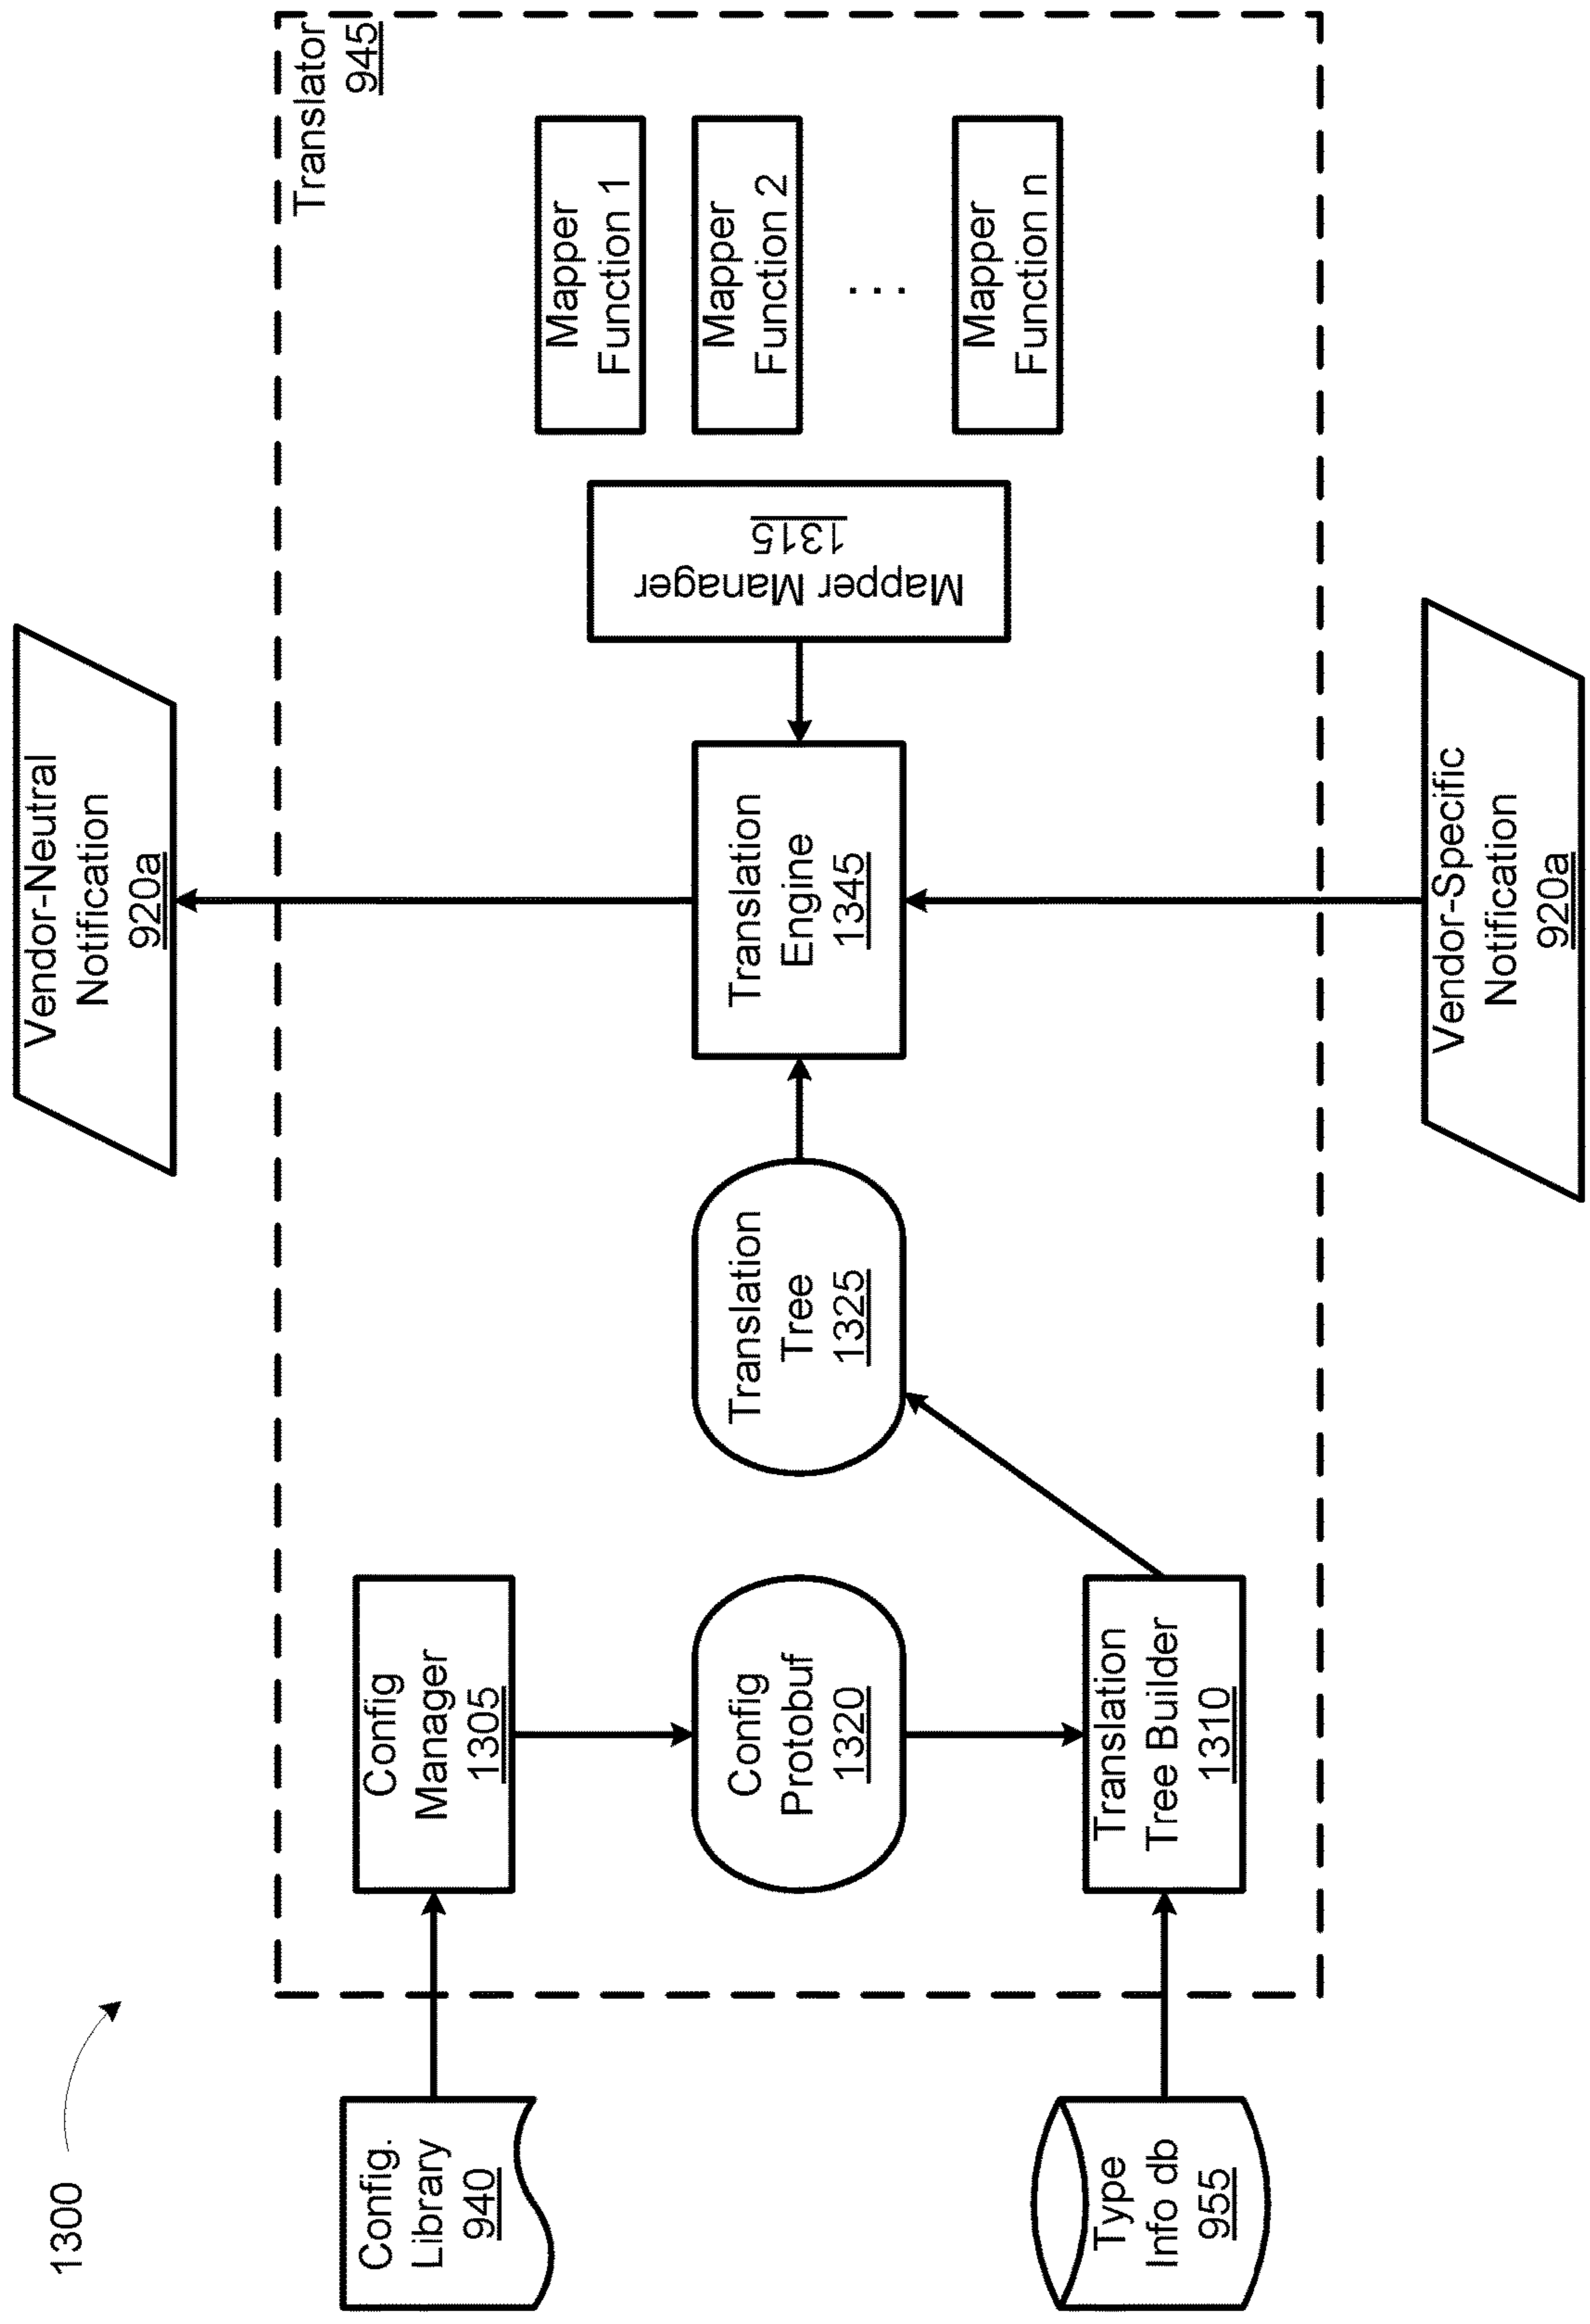 1300
Config.
Library
940
Type
Info db
955
Config
Manager
1305
Config
Protobuf
1320
Translation
Tree Builder
1310
Translation
Tree
1325
Vendor-Neutral
Notification
920a
Translation
Engine
1345
Vendor-Specific
Notification
920a
Mapper Manager
1315
Mapper
Function 1
Mapper
Function 2
...
Mapper
Function n
Translator
945